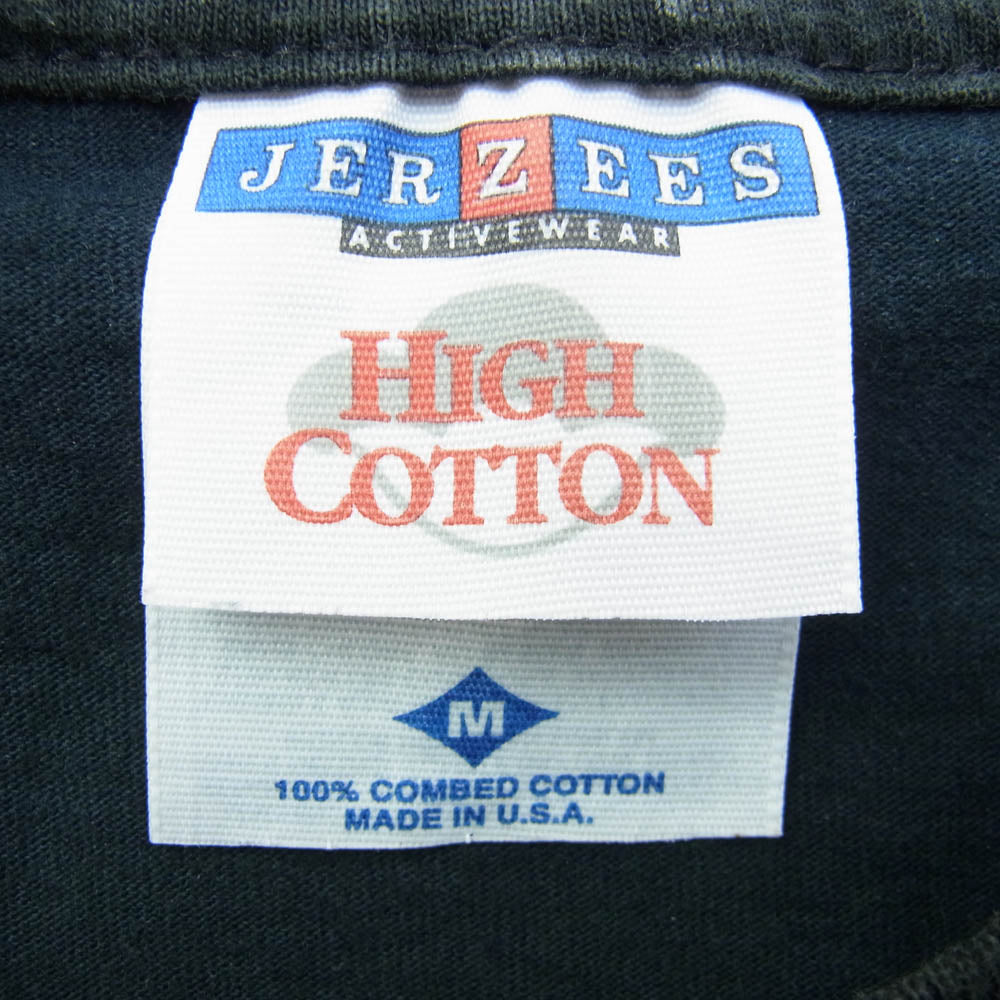 JERZEES
ACTIVEWEAR
HIGH
COTTON
M
100% COMBED COTTON
MADE IN U.S.A.